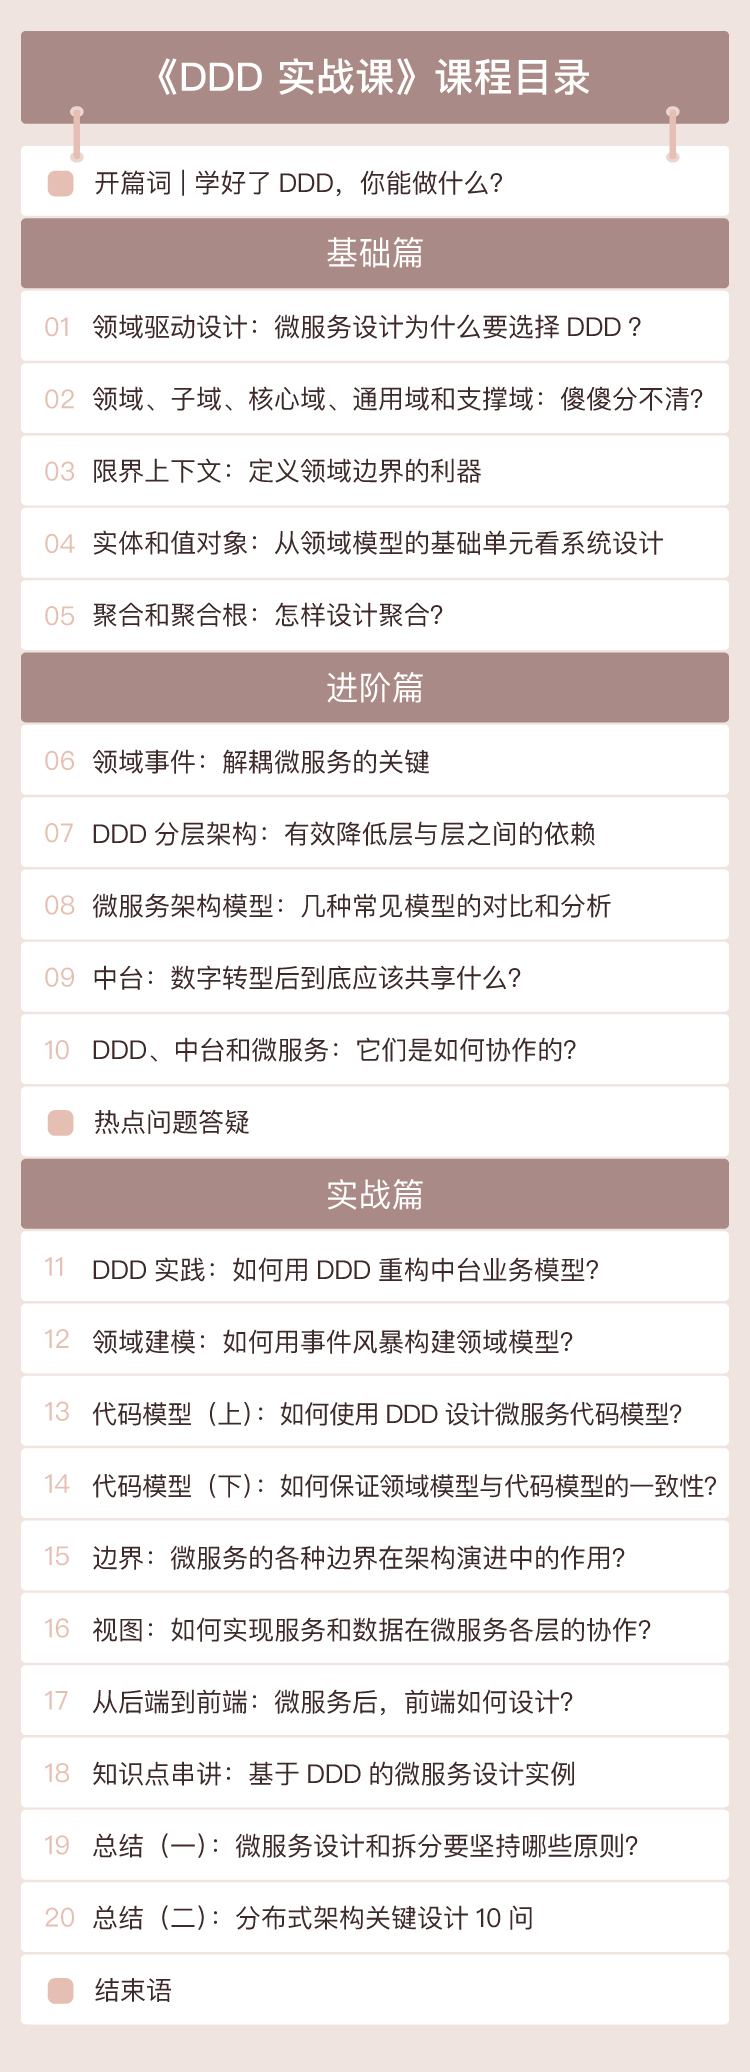 《DDD 实战课》课程目录
开篇词 | 学好了 DDD，你能做什么?
基础篇
01 领域驱动设计：微服务设计为什么要选择 DDD ?
02 领域、子域、核心域、通用域和支撑域：傻傻分不清?
03 限界上下文：定义领域边界的利器
04 实体和值对象：从领域模型的基础单元看系统设计
05 聚合和聚合根：怎样设计聚合?
进阶篇
06 领域事件：解耦微服务的关键
07 DDD 分层架构：有效降低层与层之间的依赖
08 微服务架构模型：几种常见模型的对比和分析
09 中台：数字转型后到底应该共享什么?
10 DDD、中台和微服务：它们是如何协作的?
热点问题答疑
实战篇
11 DDD 实践：如何用 DDD 重构中台业务模型?
12 领域建模：如何用事件风暴构建领域模型?
13 代码模型（上）：如何使用 DDD 设计微服务代码模型?
14 代码模型（下）：如何保证领域模型与代码模型的一致性?
15 边界：微服务的各种边界在架构演进中的作用?
16 视图：如何实现服务和数据在微服务各层的协作?
17 从后端到前端：微服务后，前端如何设计?
18 知识点串讲：基于 DDD 的微服务设计实例
19 总结（一）：微服务设计和拆分要坚持哪些原则?
20 总结（二）：分布式架构关键设计 10 问
结束语